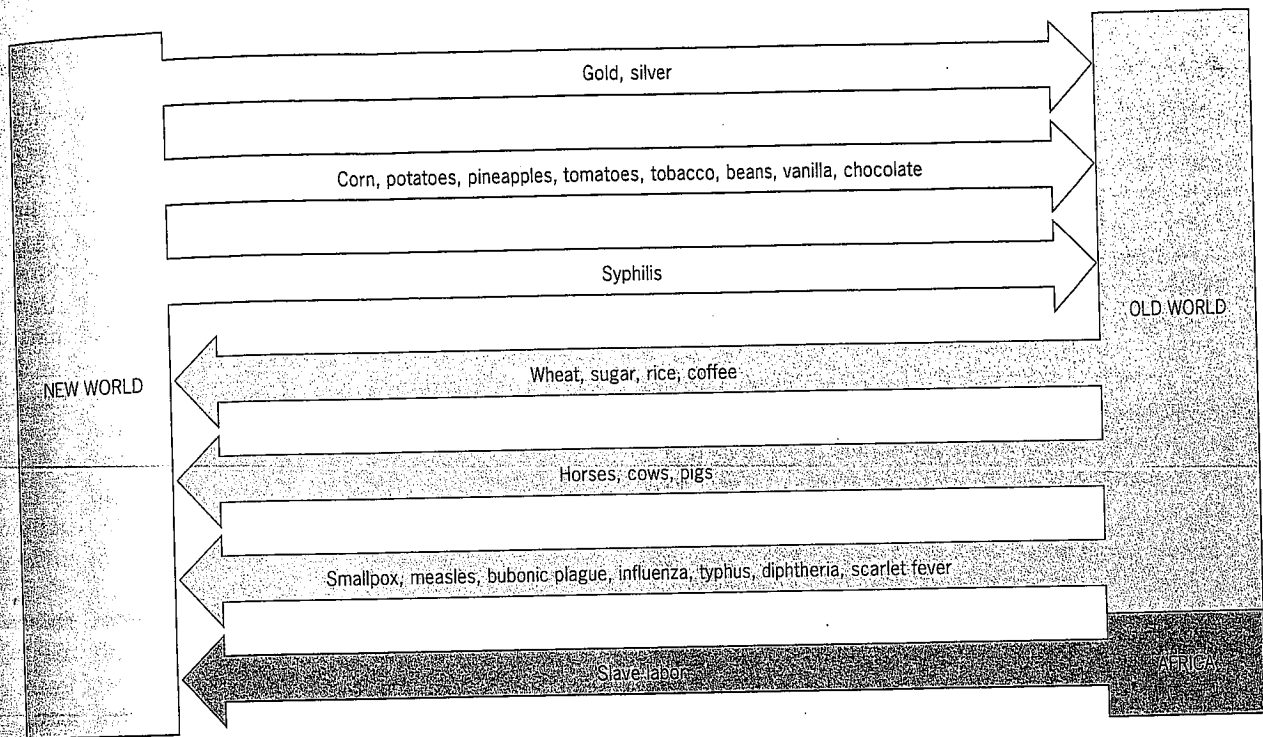 Gold, silver
Corn, potatoes, pineapples, tomatoes, tobacco, beans, vanilla, chocolate
Syphilis
OLD WORLD
Wheat, sugar, rice, coffee
NEW WORLD
Horses, cows, pigs
Smallpox, measles, bubonic plague, influenza, typhus, diphtheria, scarlet fever
Slave labor
AFRICA